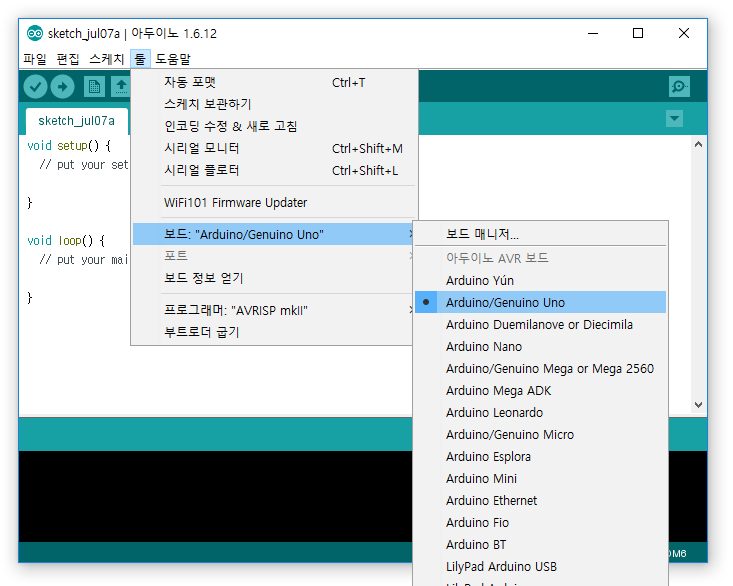 sketch_jul07a | 아두이노 1.6.12
파일 편집 스케치 툴 도움말
자동 포맷 Ctrl+T
스케치 보관하기
인코딩 수정 & 새로 고침
시리얼 모니터 Ctrl+Shift+M
시리얼 플로터 Ctrl+Shift+L
WiFi101 Firmware Updater
보드: "Arduino/Genuino Uno"
포트
보드 정보 얻기
프로그래머: "AVRISP mkII"
부트로더 굽기
sketch_jul07a
void setup() {
// put your set
}
void loop() {
// put your mai
}
보드 매니저...
아두이노 AVR 보드
Arduino Yún
Arduino/Genuino Uno
Arduino Duemilanove or Diecimila
Arduino Nano
Arduino/Genuino Mega or Mega 2560
Arduino Mega ADK
Arduino Leonardo
Arduino/Genuino Micro
Arduino Esplora
Arduino Mini
Arduino Ethernet
Arduino Fio
Arduino BT
LilyPad Arduino USB